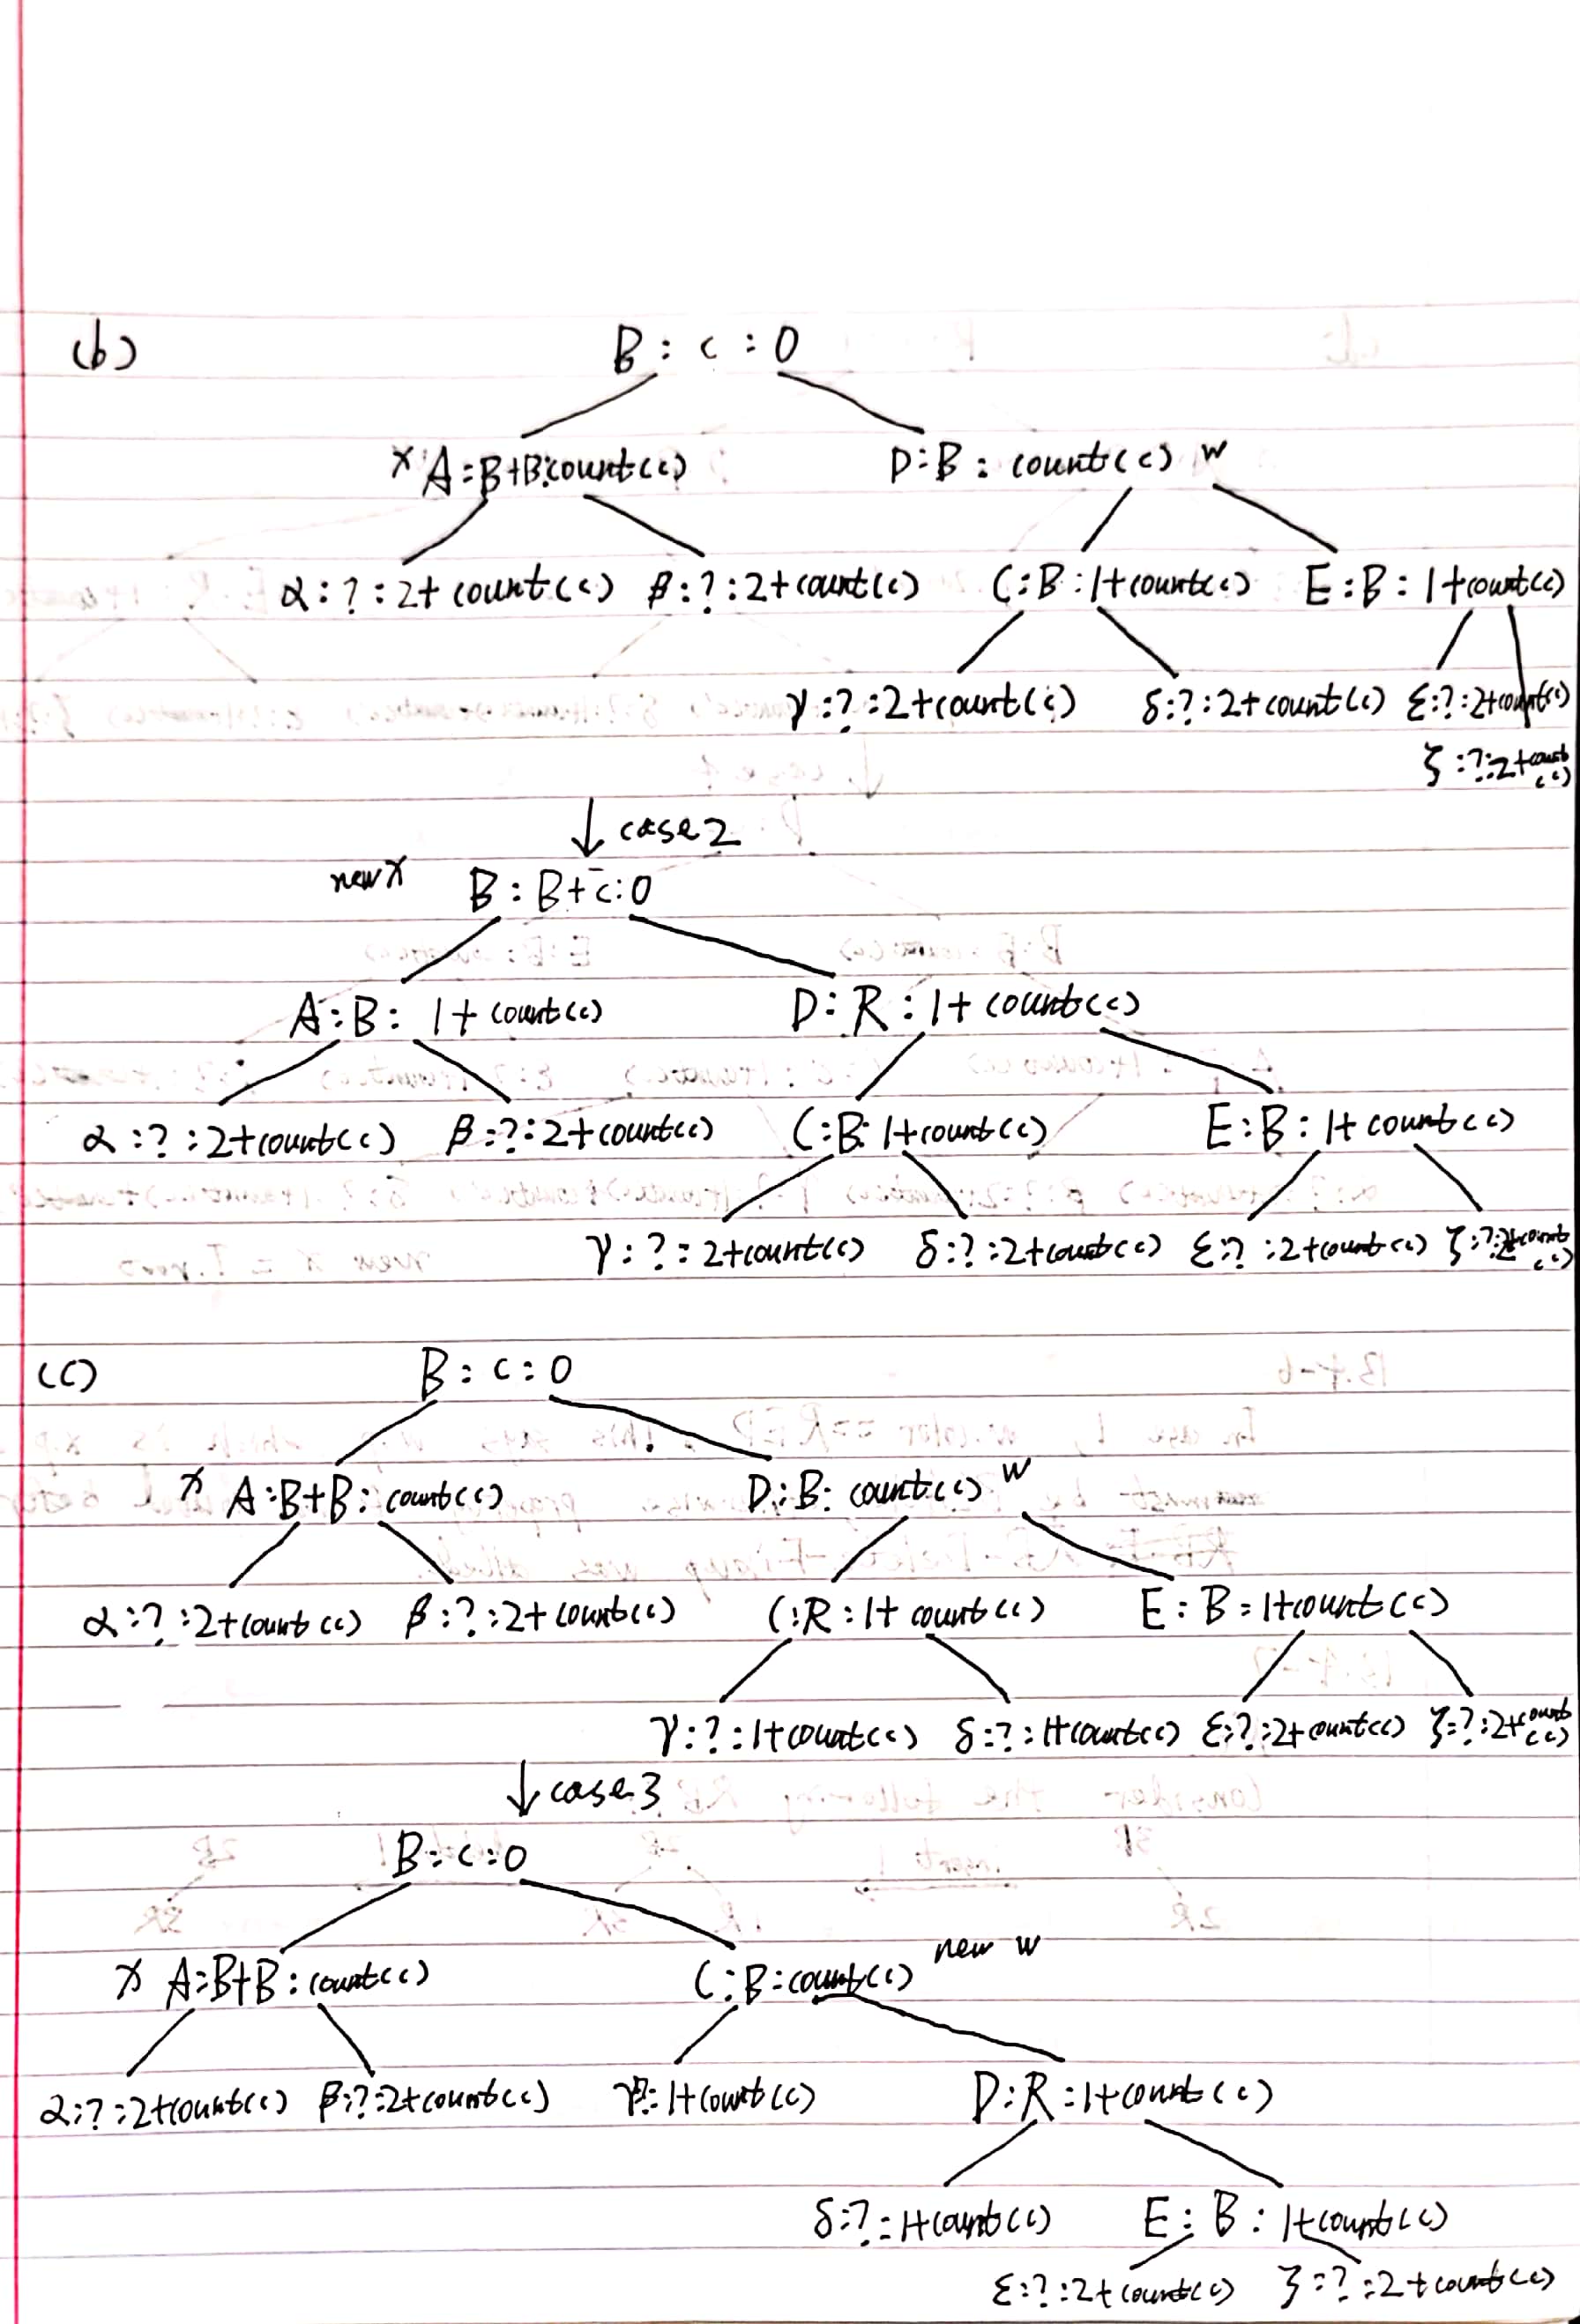 (b)
B : c : 0
x A:B+B:count(c) D:B: count(c) w
α:?:2+count(c) β:?:2+count(c) C:B:1+count(c) E:B:1+count(c)
γ:?:2+count(c) δ:?:2+count(c) ε:?:2+count(c)
ζ:?:2+count(c)
↓ case 2
new x B:B+c:0
A:B: 1+count(c) D:R:1+count(c)
α:?:2+count(c) β:?:2+count(c) C:B:1+count(c) E:B:1+count(c)
γ:?:2+count(c) δ:?:2+count(c) ε:?:2+count(c) ζ:?:2+count(c)
(c) B:c:0
x A:B+B:count(c) D:B:count(c) w
α:?:2+count(c) β:?:2+count(c) C:R:1+count(c) E:B:1+count(c)
γ:?:1+count(c) δ:?:1+count(c) ε:?:2+count(c) ζ:?:2+count(c)
↓ case 3
B:c:0
x A:B+B:count(c) C:B:count(c) new w
α:?:2+count(c) β:?:2+count(c) γ:?:1+count(c) D:R:1+count(c)
δ:?:1+count(c) E:B:1+count(c)
ε:?:2+count(c) ζ:?:2+count(c)